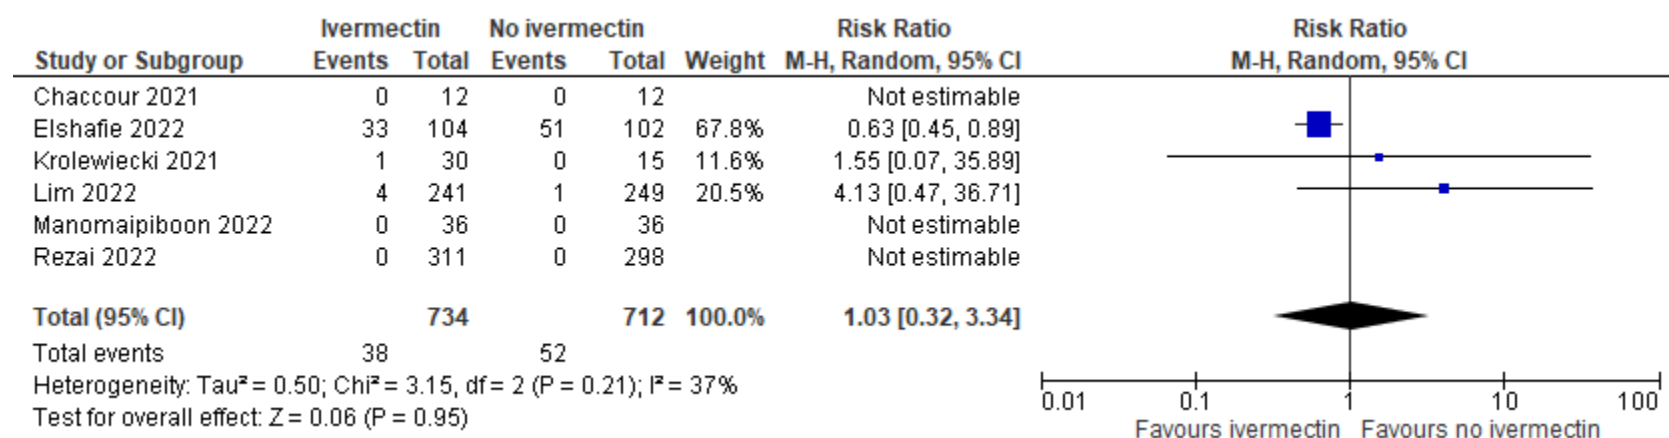 Ivermectin No ivermectin Risk Ratio Risk Ratio
Study or Subgroup Events Total Events Total Weight M-H, Random, 95% CI M-H, Random, 95% CI
Chaccour 2021 0 12 0 12 Not estimable
Elshafie 2022 33 104 51 102 67.8% 0.63 [0.45, 0.89]
Krolewiecki 2021 1 30 0 15 11.6% 1.55 [0.07, 35.89]
Lim 2022 4 241 1 249 20.5% 4.13 [0.47, 36.71]
Manomaipiboon 2022 0 36 0 36 Not estimable
Rezai 2022 0 311 0 298 Not estimable
Total (95% CI) 734 712 100.0% 1.03 [0.32, 3.34]
Total events 38 52
Heterogeneity: Tau² = 0.50; Chi² = 3.15, df = 2 (P = 0.21); I² = 37%
Test for overall effect: Z = 0.06 (P = 0.95)
0.01 0.1 1 10 100
Favours ivermectin Favours no ivermectin